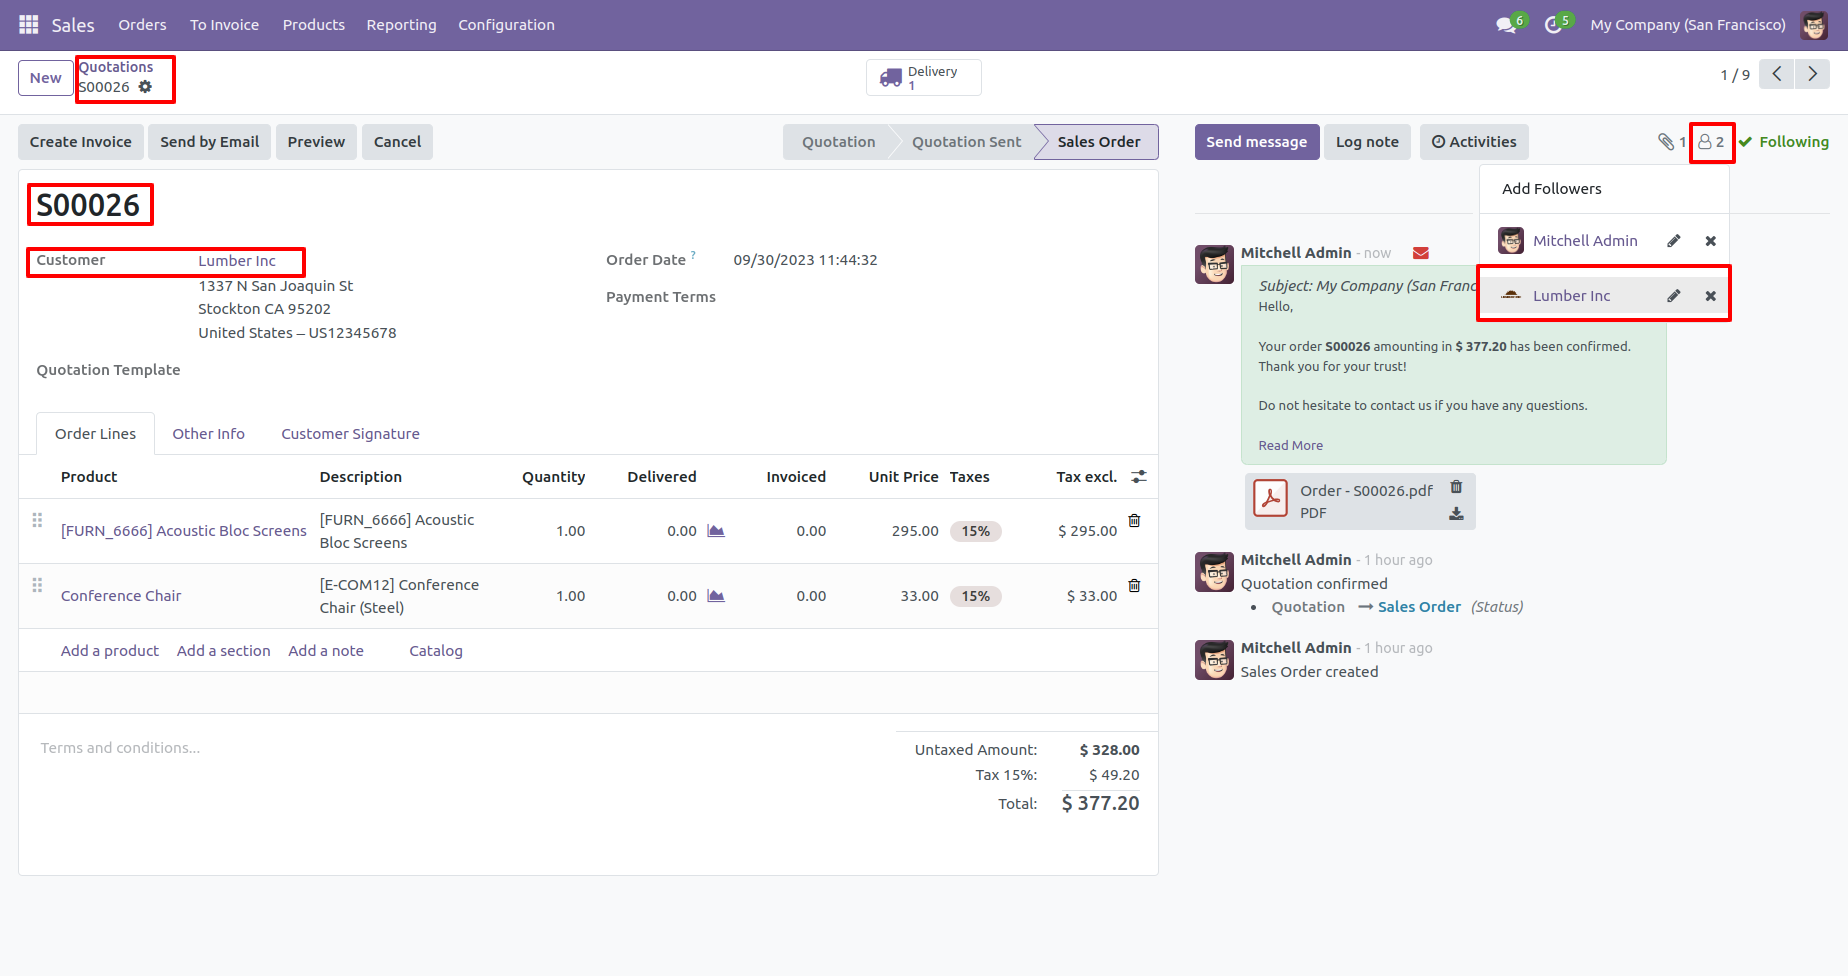 Sales Orders To Invoice Products Reporting Configuration 6 5 My Company (San Francisco)
New Quotations
S00026
Delivery
1
1 / 9
Create Invoice Send by Email Preview Cancel Quotation Quotation Sent Sales Order
Send message Log note Activities 1 2 Following
S00026
Customer Lumber Inc
1337 N San Joaquin St
Stockton CA 95202
United States – US12345678
Order Date ? 09/30/2023 11:44:32
Payment Terms
Quotation Template
Order Lines Other Info Customer Signature
Product Description Quantity Delivered Invoiced Unit Price Taxes Tax excl.
[FURN_6666] Acoustic Bloc Screens [FURN_6666] Acoustic
Bloc Screens 1.00 0.00 0.00 295.00 15% $ 295.00
Conference Chair [E-COM12] Conference
Chair (Steel) 1.00 0.00 0.00 33.00 15% $ 33.00
Add a product Add a section Add a note Catalog
Terms and conditions...
Untaxed Amount: $ 328.00
Tax 15%: $ 49.20
Total: $ 377.20
Add Followers
Mitchell Admin
Lumber Inc
Mitchell Admin - now
Subject: My Company (San Franc
Hello,
Your order S00026 amounting in $ 377.20 has been confirmed.
Thank you for your trust!
Do not hesitate to contact us if you have any questions.
Read More
Order - S00026.pdf
PDF
Mitchell Admin - 1 hour ago
Quotation confirmed
• Quotation → Sales Order (Status)
Mitchell Admin - 1 hour ago
Sales Order created